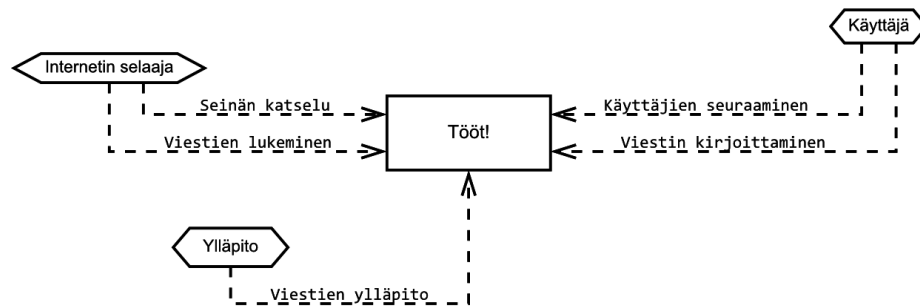 Käyttäjä
Internetin selaaja
Seinän katselu
Käyttäjien seuraaminen
Tööt!
Viestien lukeminen
Viestin kirjoittaminen
Ylläpito
Viestien ylläpito